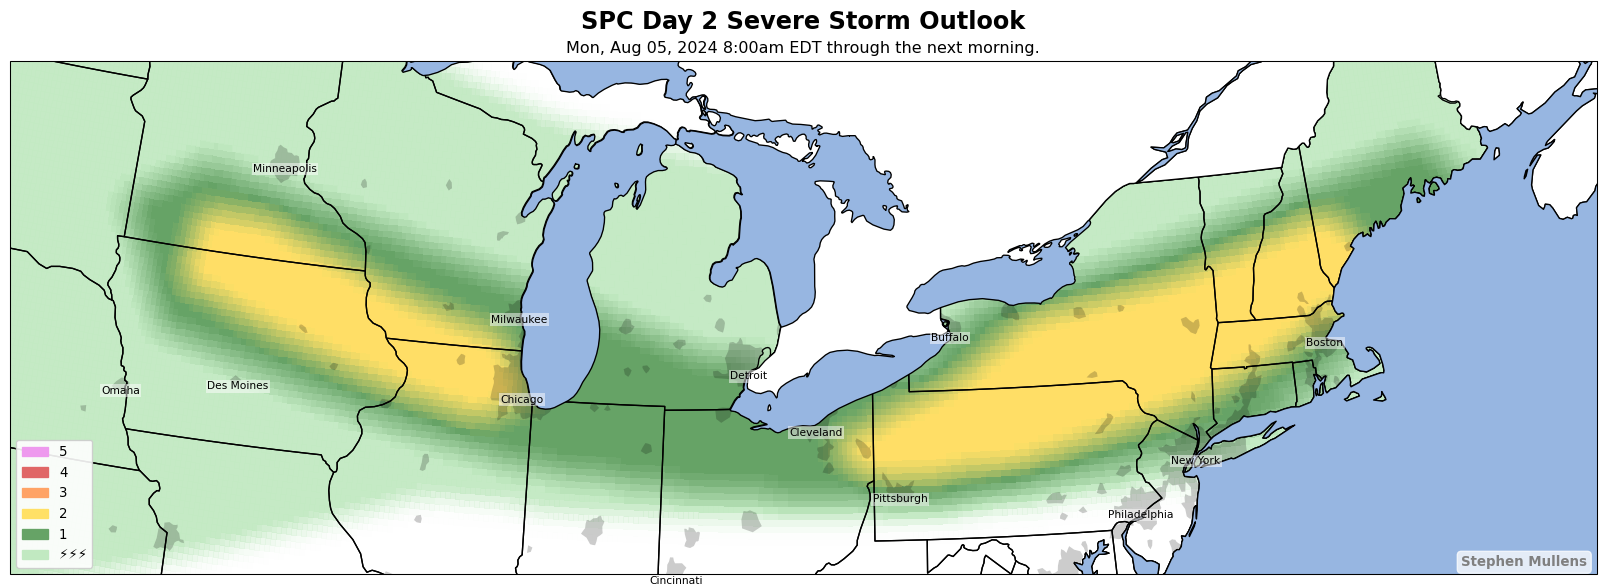 SPC Day 2 Severe Storm Outlook
Mon, Aug 05, 2024 8:00am EDT through the next morning.
Minneapolis
Milwaukee
Buffalo
Boston
Detroit
Des Moines
Omaha
Chicago
Cleveland
New York
Pittsburgh
Philadelphia
5
4
3
2
1
⚡⚡⚡
Stephen Mullens
Cincinnati